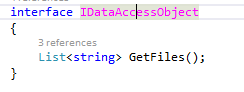 interface IDataAccessObject
{
3 references
List<string> GetFiles();
}